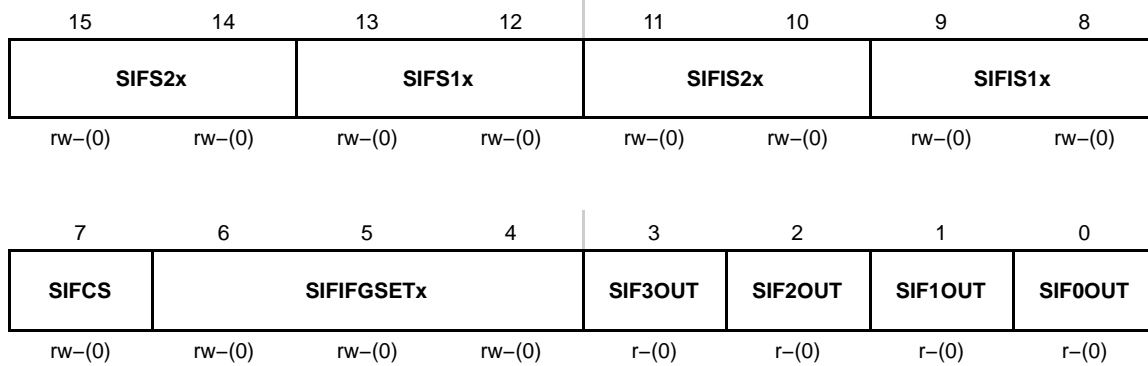 15 14 13 12 11 10 9 8
SIFS2x SIFS1x SIFIS2x SIFIS1x
rw−(0) rw−(0) rw−(0) rw−(0) rw−(0) rw−(0) rw−(0) rw−(0)
7 6 5 4 3 2 1 0
SIFCS SIFIFGSETx SIF3OUT SIF2OUT SIF1OUT SIF0OUT
rw−(0) rw−(0) rw−(0) rw−(0) r−(0) r−(0) r−(0) r−(0)